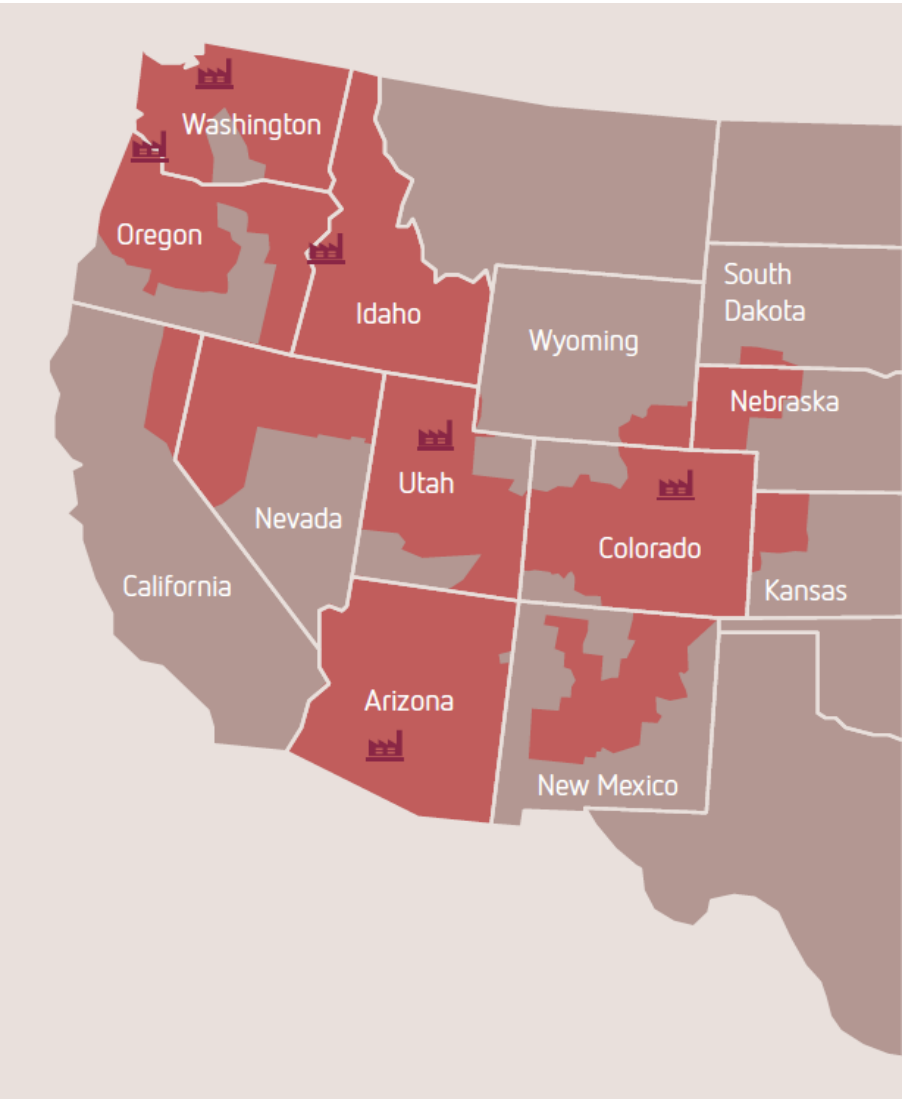 Washington
Oregon
Idaho
South
Dakota
Wyoming
Nebraska
Utah
Nevada
Colorado
California
Kansas
Arizona
New Mexico